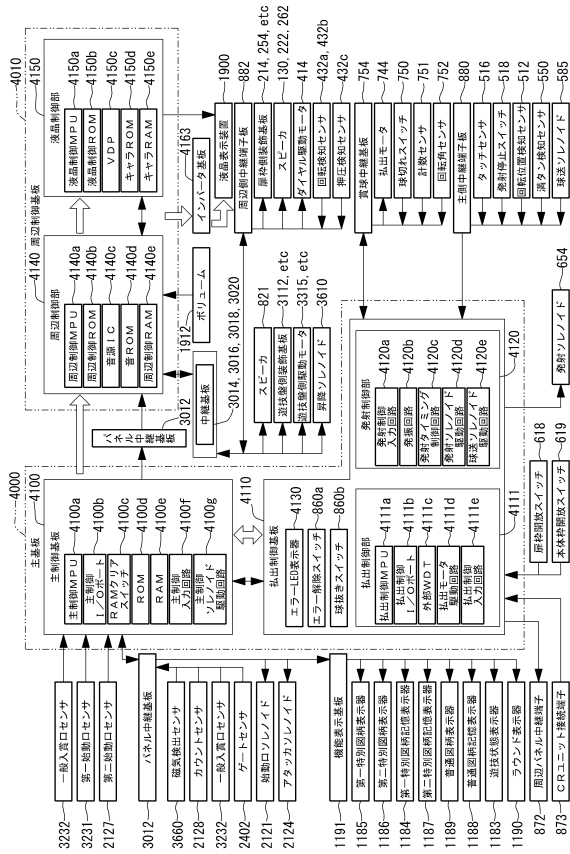 主基板
4000
主制御基板
4100
主制御MPU
4100a
主制御
I/Oポート
4100b
RAMクリア
スイッチ
4100c
ROM
4100d
RAM
4100e
主制御
入力回路
4100f
主制御
ソレノイド
駆動回路
4100g
周辺制御基板
4010
周辺制御部
4140
周辺制御MPU
4140a
周辺制御ROM
4140b
音源IC
4140c
音ROM
4140d
周辺制御RAM
4140e
液晶制御部
4150
液晶制御MPU
4150a
液晶制御ROM
4150b
VDP
4150c
キャラROM
4150d
キャラRAM
4150e
パネル中継基板
3012
ボリューム
1912
中継基板
3014, 3016, 3018, 3020
インバータ基板
4163
液晶表示装置
1900
周辺側中継端子板
882
扉枠側装飾基板
214, 254, etc
スピーカ
130, 222, 262
ダイヤル駆動モータ
414
回転検知センサ
432a, 432b
押圧検知センサ
432c
スピーカ
821
遊技盤側装飾基板
3112, etc
遊技盤側駆動モータ
3315, etc
昇降ソレノイド
3610
払出制御基板
4110
エラーLED表示器
4130
エラー解除スイッチ
860a
球抜きスイッチ
860b
払出制御部
4111
払出制御MPU
4111a
払出制御
I/Oポート
4111b
外部WDT
4111c
払出モータ
駆動回路
4111d
払出制御
入力回路
4111e
発射制御部
4120
発射制御
入力回路
4120a
発振回路
4120b
発射タイミング
制御回路
4120c
発射ソレノイド
駆動回路
4120d
球送ソレノイド
駆動回路
4120e
賞球中継基板
754
払出モータ
744
球切れスイッチ
750
計数センサ
751
回転角センサ
752
主側中継端子板
880
タッチセンサ
516
発射停止スイッチ
518
回転位置検知センサ
512
満タン検知センサ
550
球送ソレノイド
585
発射ソレノイド
654
扉枠開放スイッチ
618
本体枠開放スイッチ
619
一般入賞口センサ
3232
第一始動口センサ
3231
第二始動口センサ
2127
パネル中継基板
3012
磁気検出センサ
3660
カウントセンサ
2128
一般入賞口センサ
3232
ゲートセンサ
2402
始動口ソレノイド
2121
アタッカソレノイド
2124
機能表示基板
1191
第一特別図柄表示器
1185
第二特別図柄表示器
1186
第一特別図柄記憶表示器
1184
第二特別図柄記憶表示器
1187
普通図柄表示器
1189
普通図柄記憶表示器
1188
遊技状態表示器
1183
ラウンド表示器
1190
周辺パネル中継端子
872
CRユニット接続端子
873